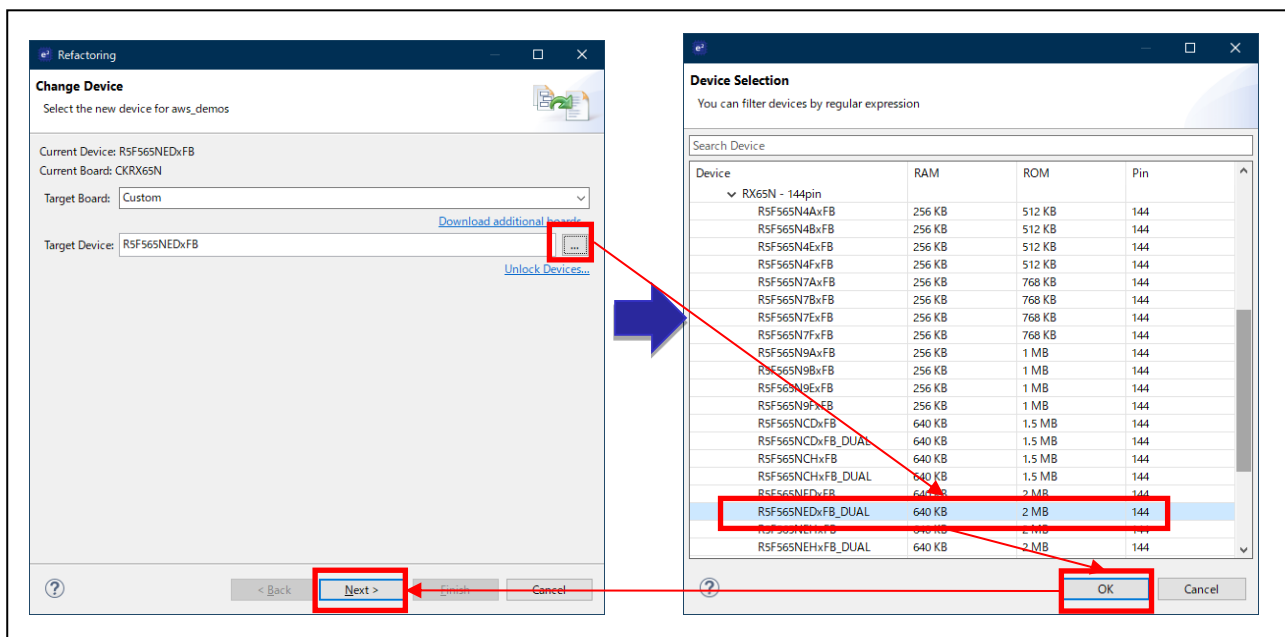 e² Refactoring
Change Device
Select the new device for aws_demos
Current Device: R5F565NEDxFB
Current Board: CKRX65N
Target Board: Custom
Download additional boards...
Target Device: R5F565NEDxFB
...
Unlock Devices...
< Back Next > Finish Cancel
e²
Device Selection
You can filter devices by regular expression
Search Device
Device RAM ROM Pin
RX65N - 144pin
R5F565N4AxFB 256 KB 512 KB 144
R5F565N4BxFB 256 KB 512 KB 144
R5F565N4ExFB 256 KB 512 KB 144
R5F565N4FxFB 256 KB 512 KB 144
R5F565N7AxFB 256 KB 768 KB 144
R5F565N7BxFB 256 KB 768 KB 144
R5F565N7ExFB 256 KB 768 KB 144
R5F565N7FxFB 256 KB 768 KB 144
R5F565N9AxFB 256 KB 1 MB 144
R5F565N9BxFB 256 KB 1 MB 144
R5F565N9ExFB 256 KB 1 MB 144
R5F565N9FxFB 256 KB 1 MB 144
R5F565NCDxFB 640 KB 1.5 MB 144
R5F565NCDxFB_DUAL 640 KB 1.5 MB 144
R5F565NCHxFB 640 KB 1.5 MB 144
R5F565NCHxFB_DUAL 640 KB 1.5 MB 144
R5F565NEDxFB 640 KB 2 MB 144
R5F565NEDxFB_DUAL 640 KB 2 MB 144
R5F565NEHxFB 640 KB 2 MB 144
R5F565NEHxFB_DUAL 640 KB 2 MB 144
OK Cancel